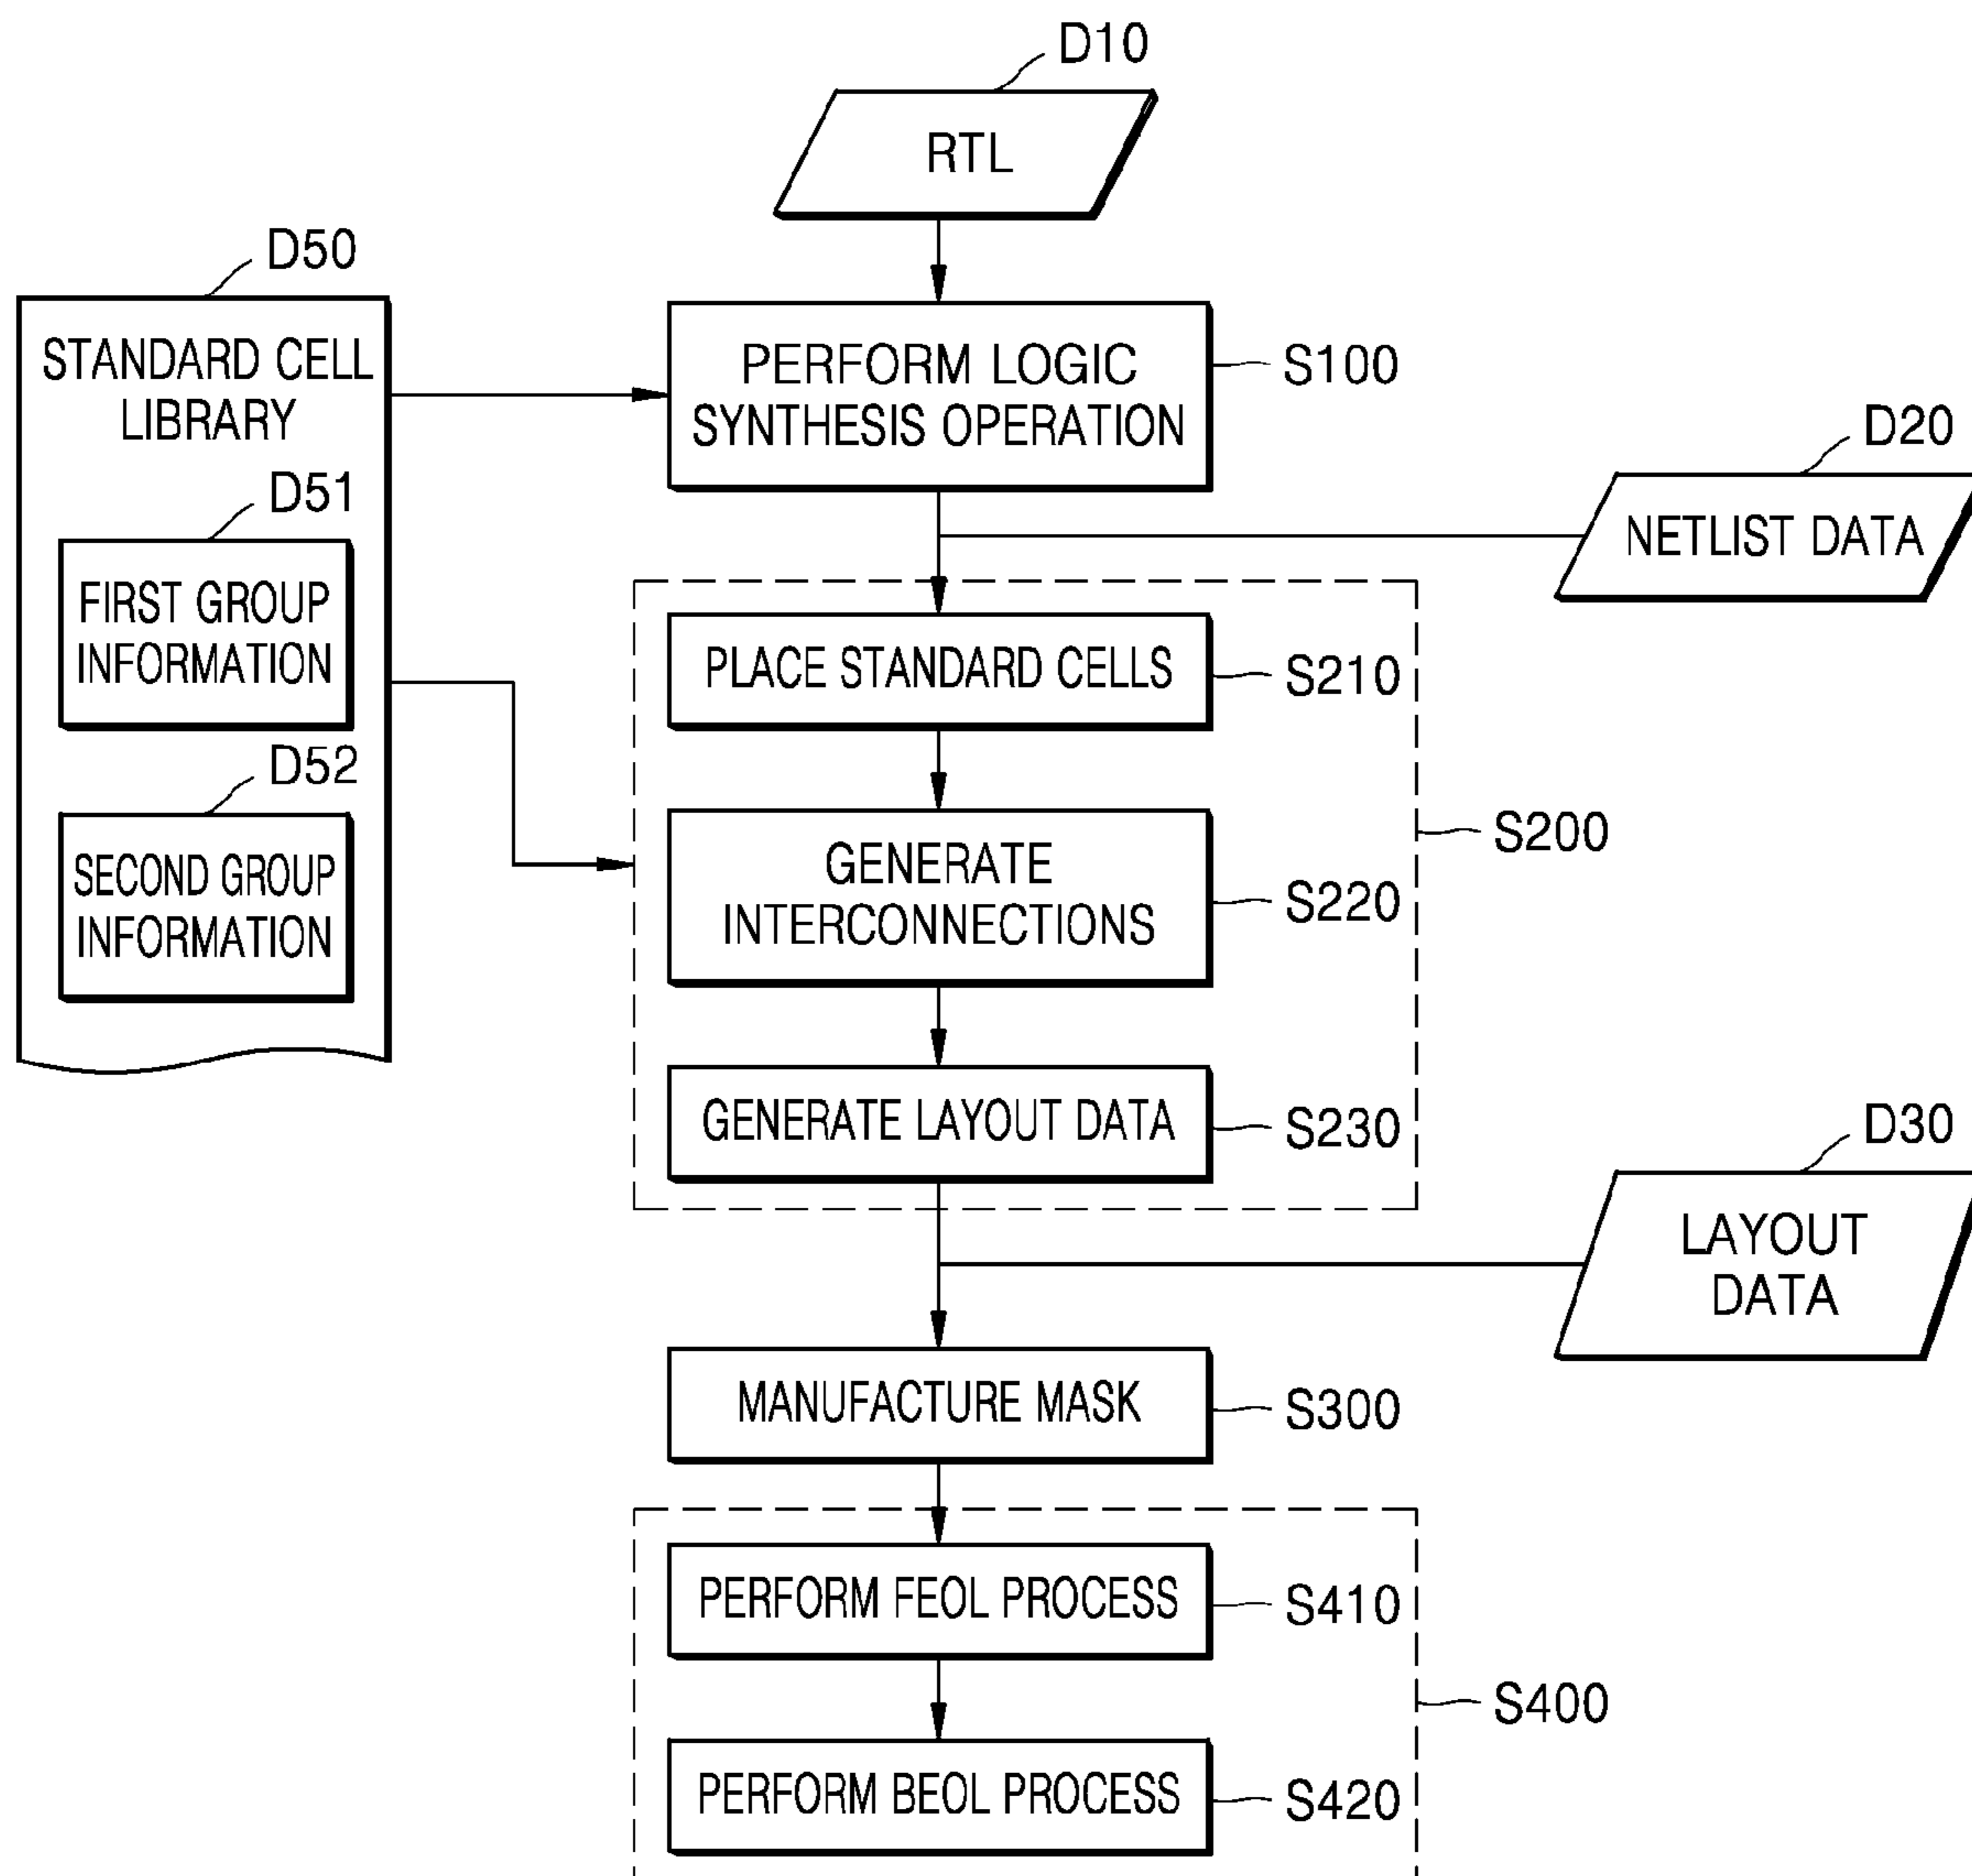 D10
RTL
D50
STANDARD CELL
LIBRARY
D51
FIRST GROUP
INFORMATION
D52
SECOND GROUP
INFORMATION
PERFORM LOGIC
SYNTHESIS OPERATION
S100
D20
NETLIST DATA
PLACE STANDARD CELLS
S210
GENERATE
INTERCONNECTIONS
S220
S200
GENERATE LAYOUT DATA
S230
D30
LAYOUT
DATA
MANUFACTURE MASK
S300
PERFORM FEOL PROCESS
S410
S400
PERFORM BEOL PROCESS
S420